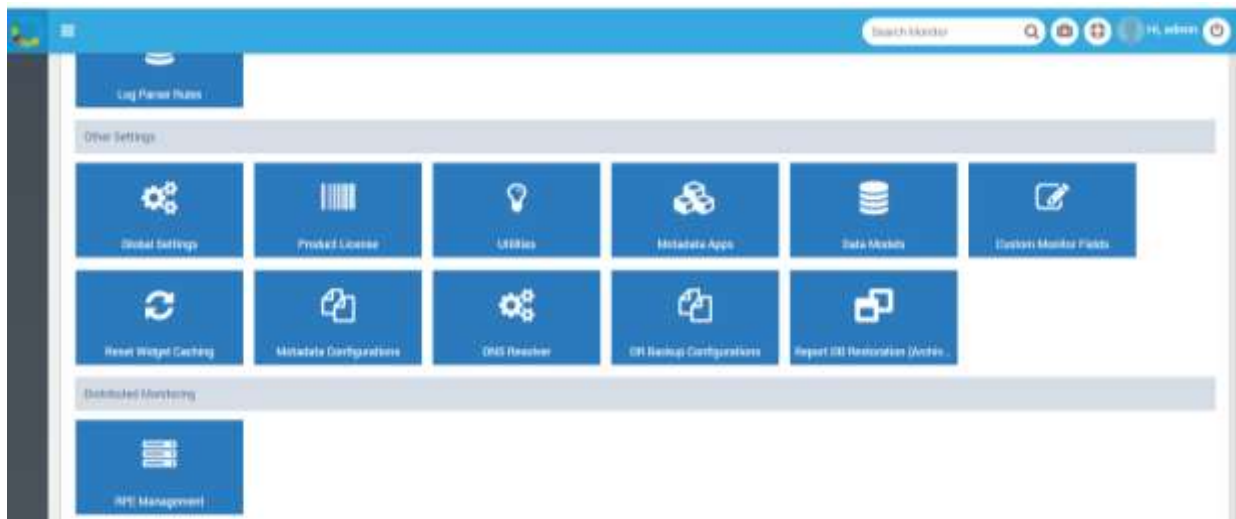 Search Monitor
Hi, admin
Log Parser Rules
Other Settings
Global Settings
Product License
Utilities
Metadata Apps
Data Models
Custom Monitor Fields
Reset Widget Caching
Metadata Configurations
DNS Resolver
DR Backup Configurations
Report DB Restoration (Archiv...
Distributed Monitoring
RPE Management